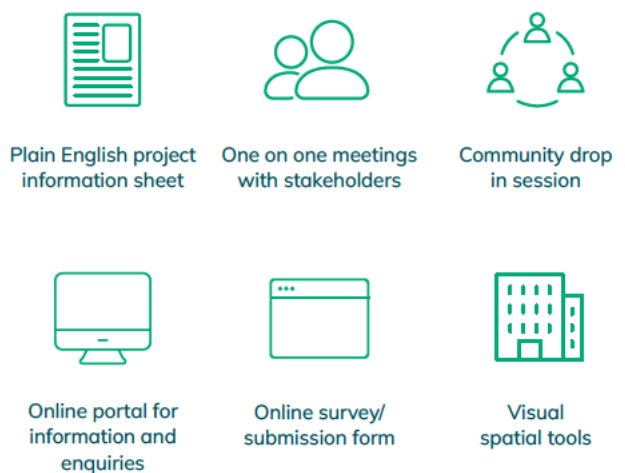 Plain English project
information sheet
One on one meetings
with stakeholders
Community drop
in session
Online portal for
information and
enquiries
Online survey/
submission form
Visual
spatial tools